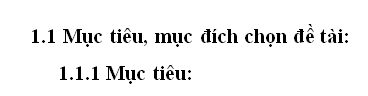 1.1 Mục tiêu, mục đích chọn đề tài:
1.1.1 Mục tiêu: